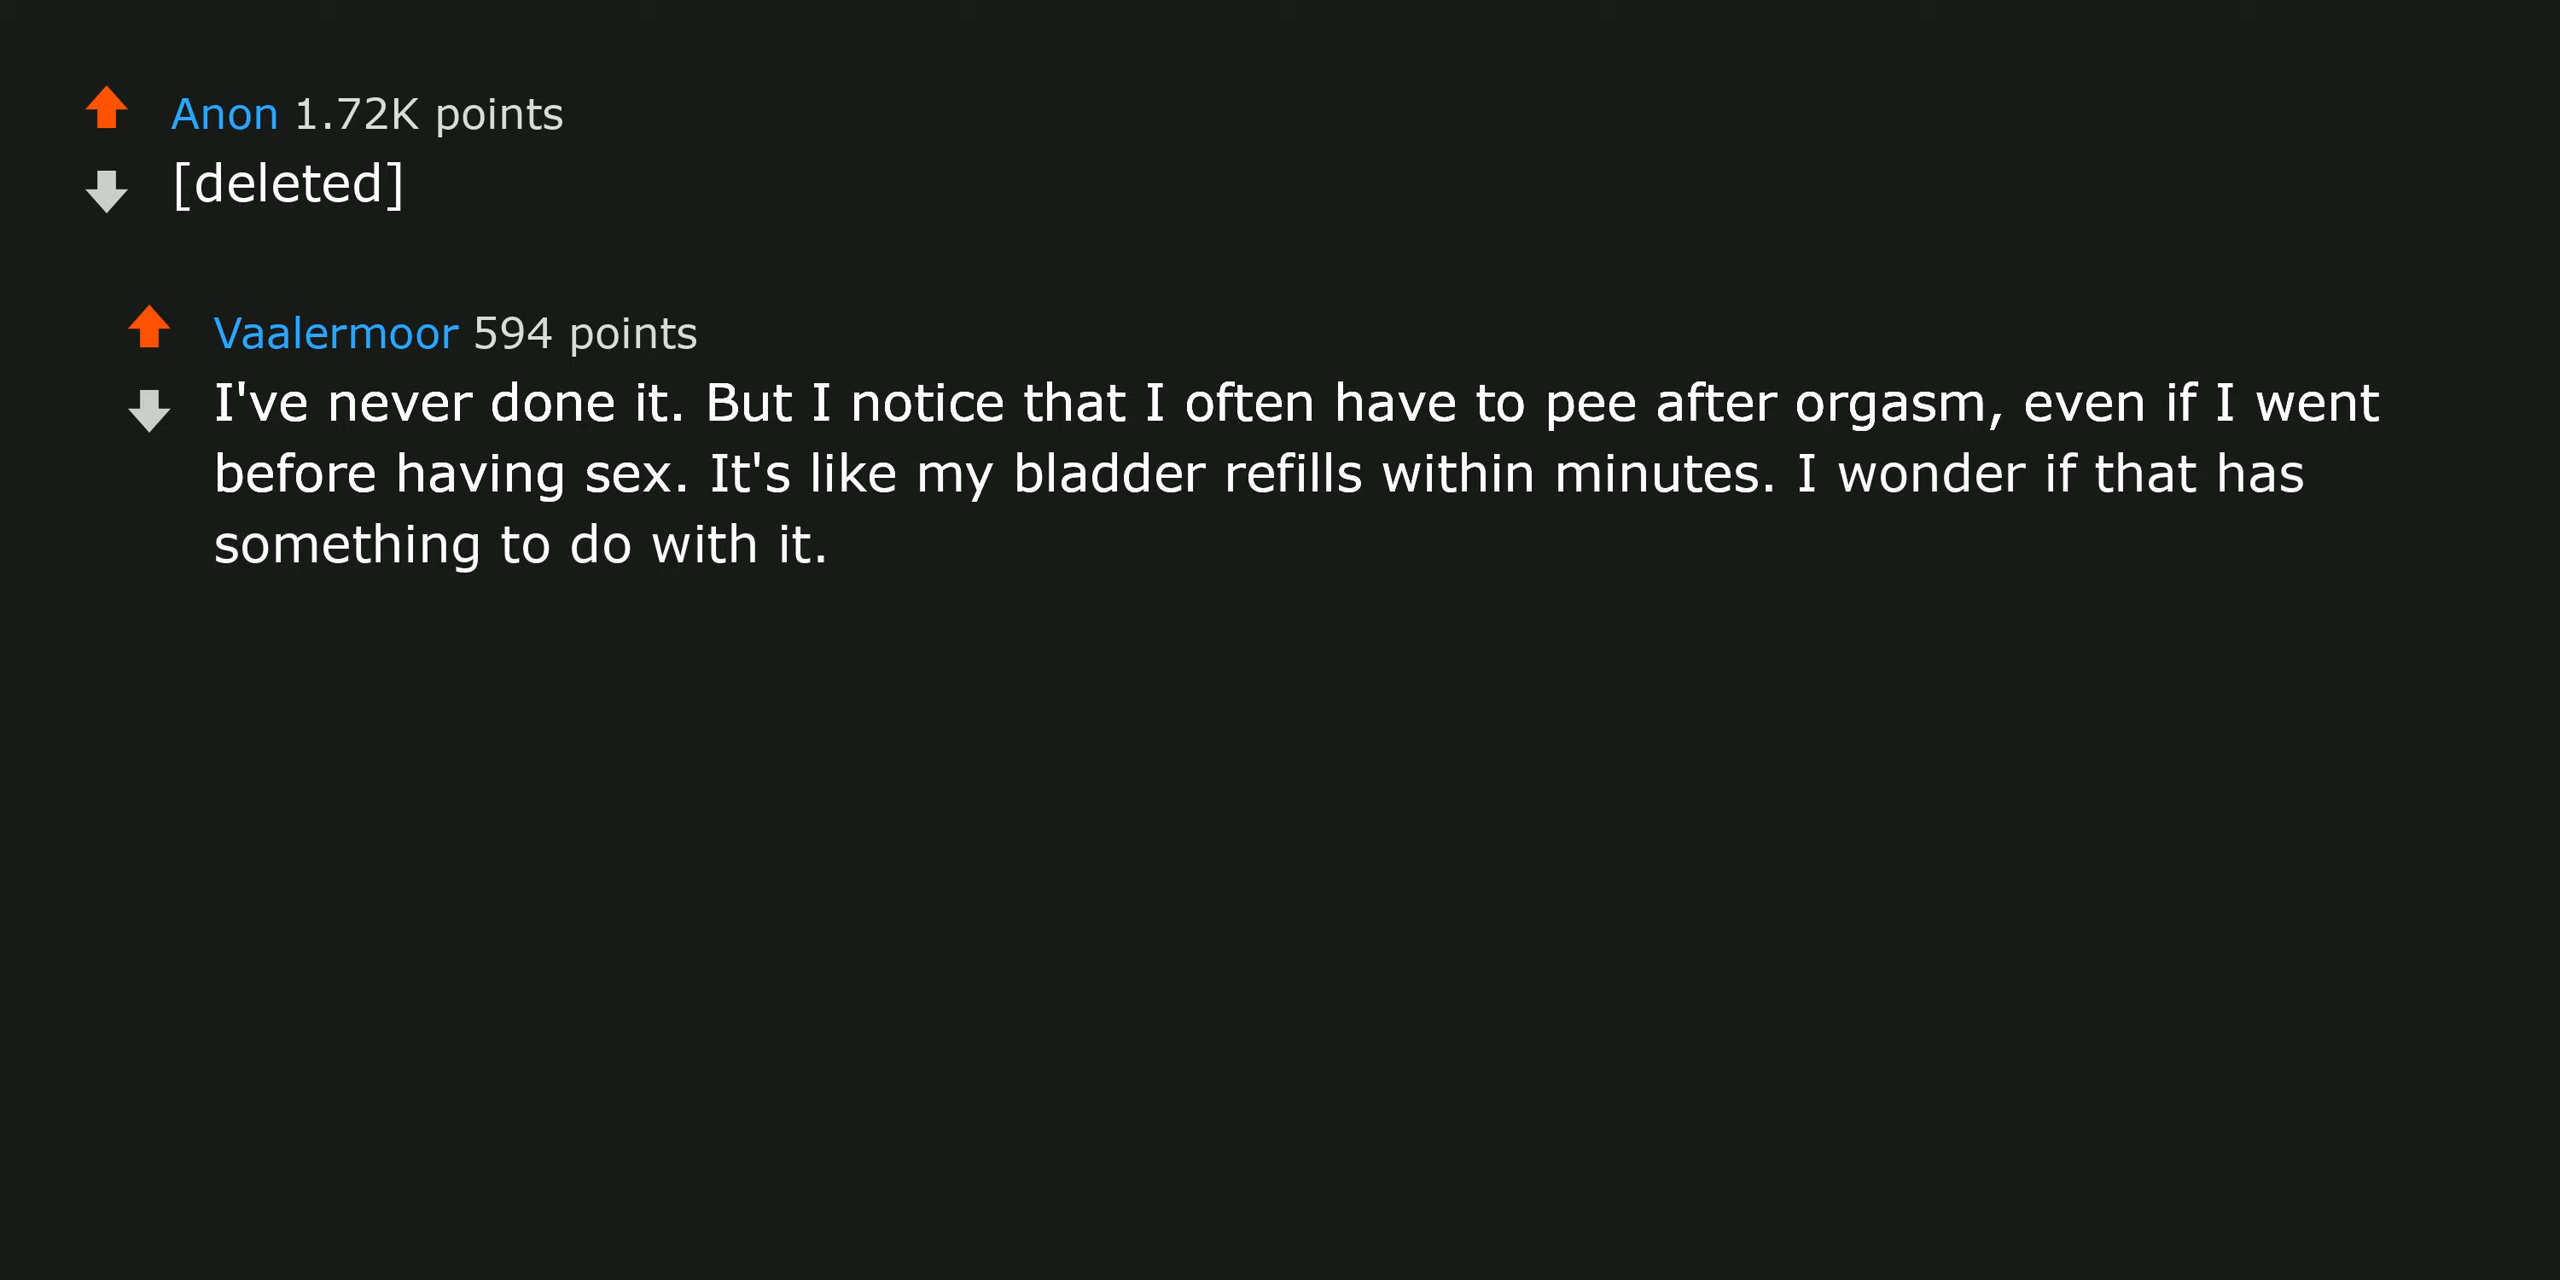 Anon 1.72K points
[deleted]
Vaalermoor 594 points
I've never done it. But I notice that I often have to pee after orgasm, even if I went
before having sex. It's like my bladder refills within minutes. I wonder if that has
something to do with it.